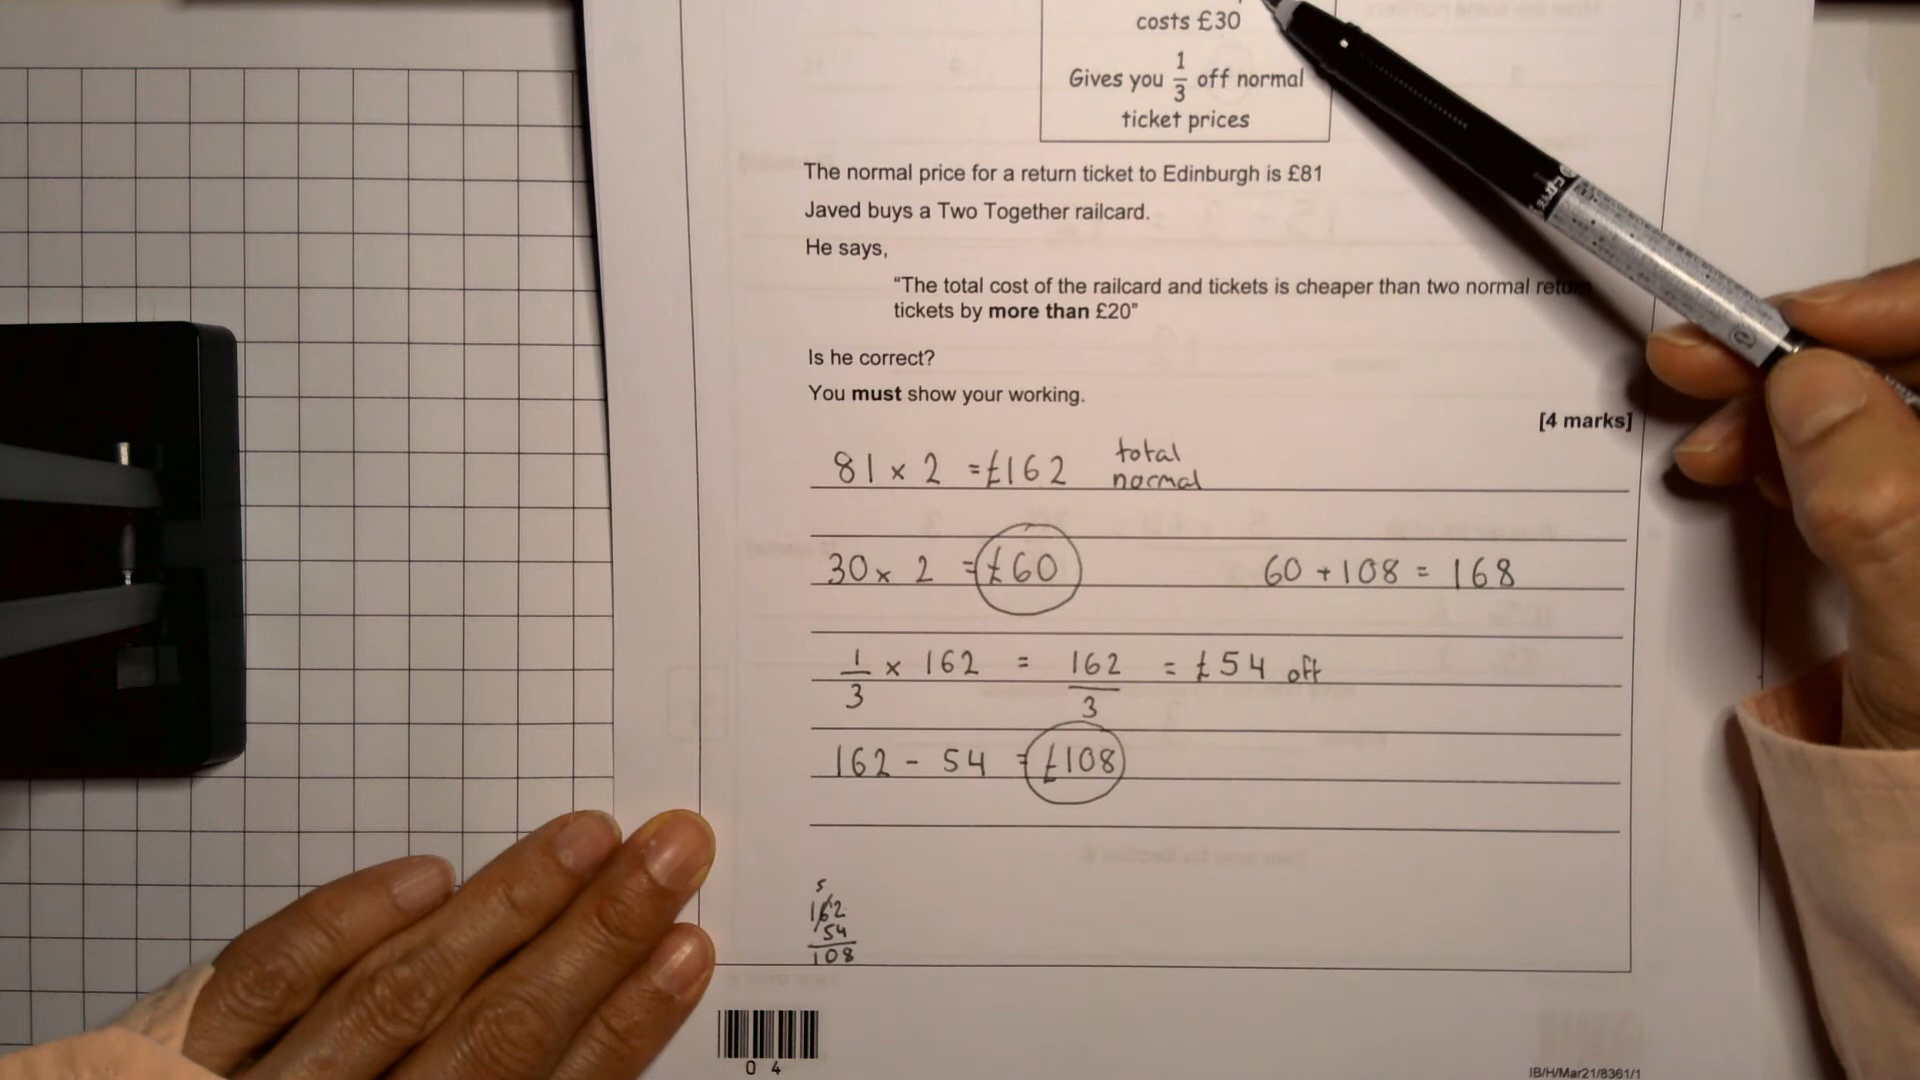 costs £30
Gives you 1/3 off normal
ticket prices
The normal price for a return ticket to Edinburgh is £81
Javed buys a Two Together railcard.
He says,
"The total cost of the railcard and tickets is cheaper than two normal return
tickets by more than £20"
Is he correct?
You must show your working.
[4 marks]
81 × 2 = £162 total normal
30 × 2 = £60 60 + 108 = 168
1/3 × 162 = 162/3 = £54 off
162 - 54 = £108
5
162
54
108
0 4
IB/H/Mar21/8361/1